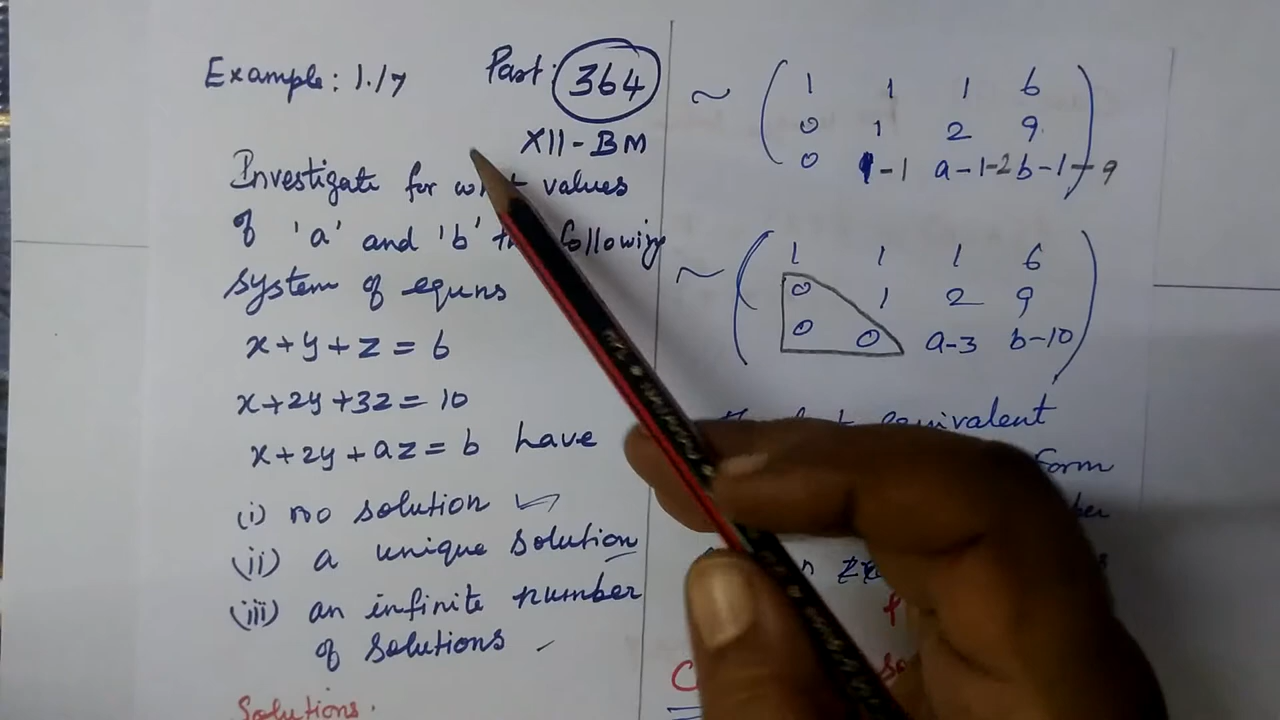 Example: 1.17
Part: 364
XII - BM
Investigate for what values
of 'a' and 'b' the following
system of equns
x + y + z = 6
x + 2y + 3z = 10
x + 2y + az = b have
(i) no solution
(ii) a unique solution
(iii) an infinite number
of solutions
Solutions.
~ ( 1 1 1 6 )
0 1 2 9
0 1-1 a-1-2 b-1-9
~ ( 1 1 1 6 )
0 1 2 9
0 0 a-3 b-10
equivalent
form